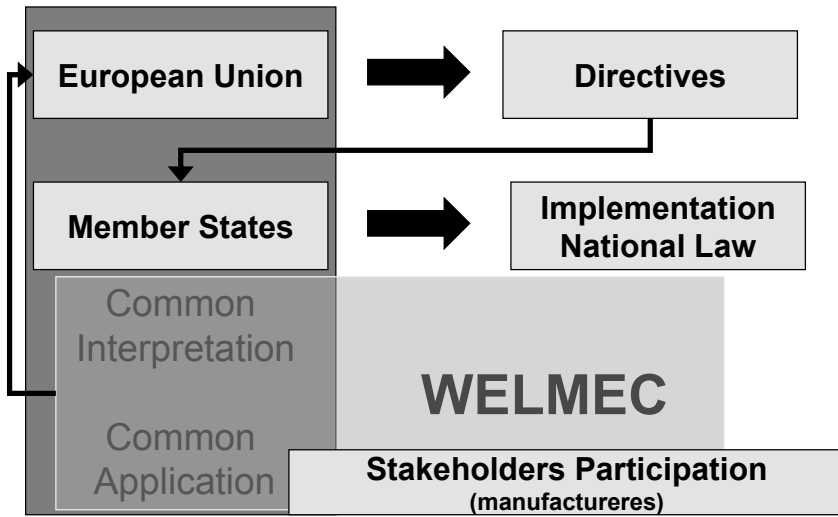 European Union
Directives
Member States
Implementation
National Law
Common
Interpretation
WELMEC
Common
Application
Stakeholders Participation
(manufactureres)